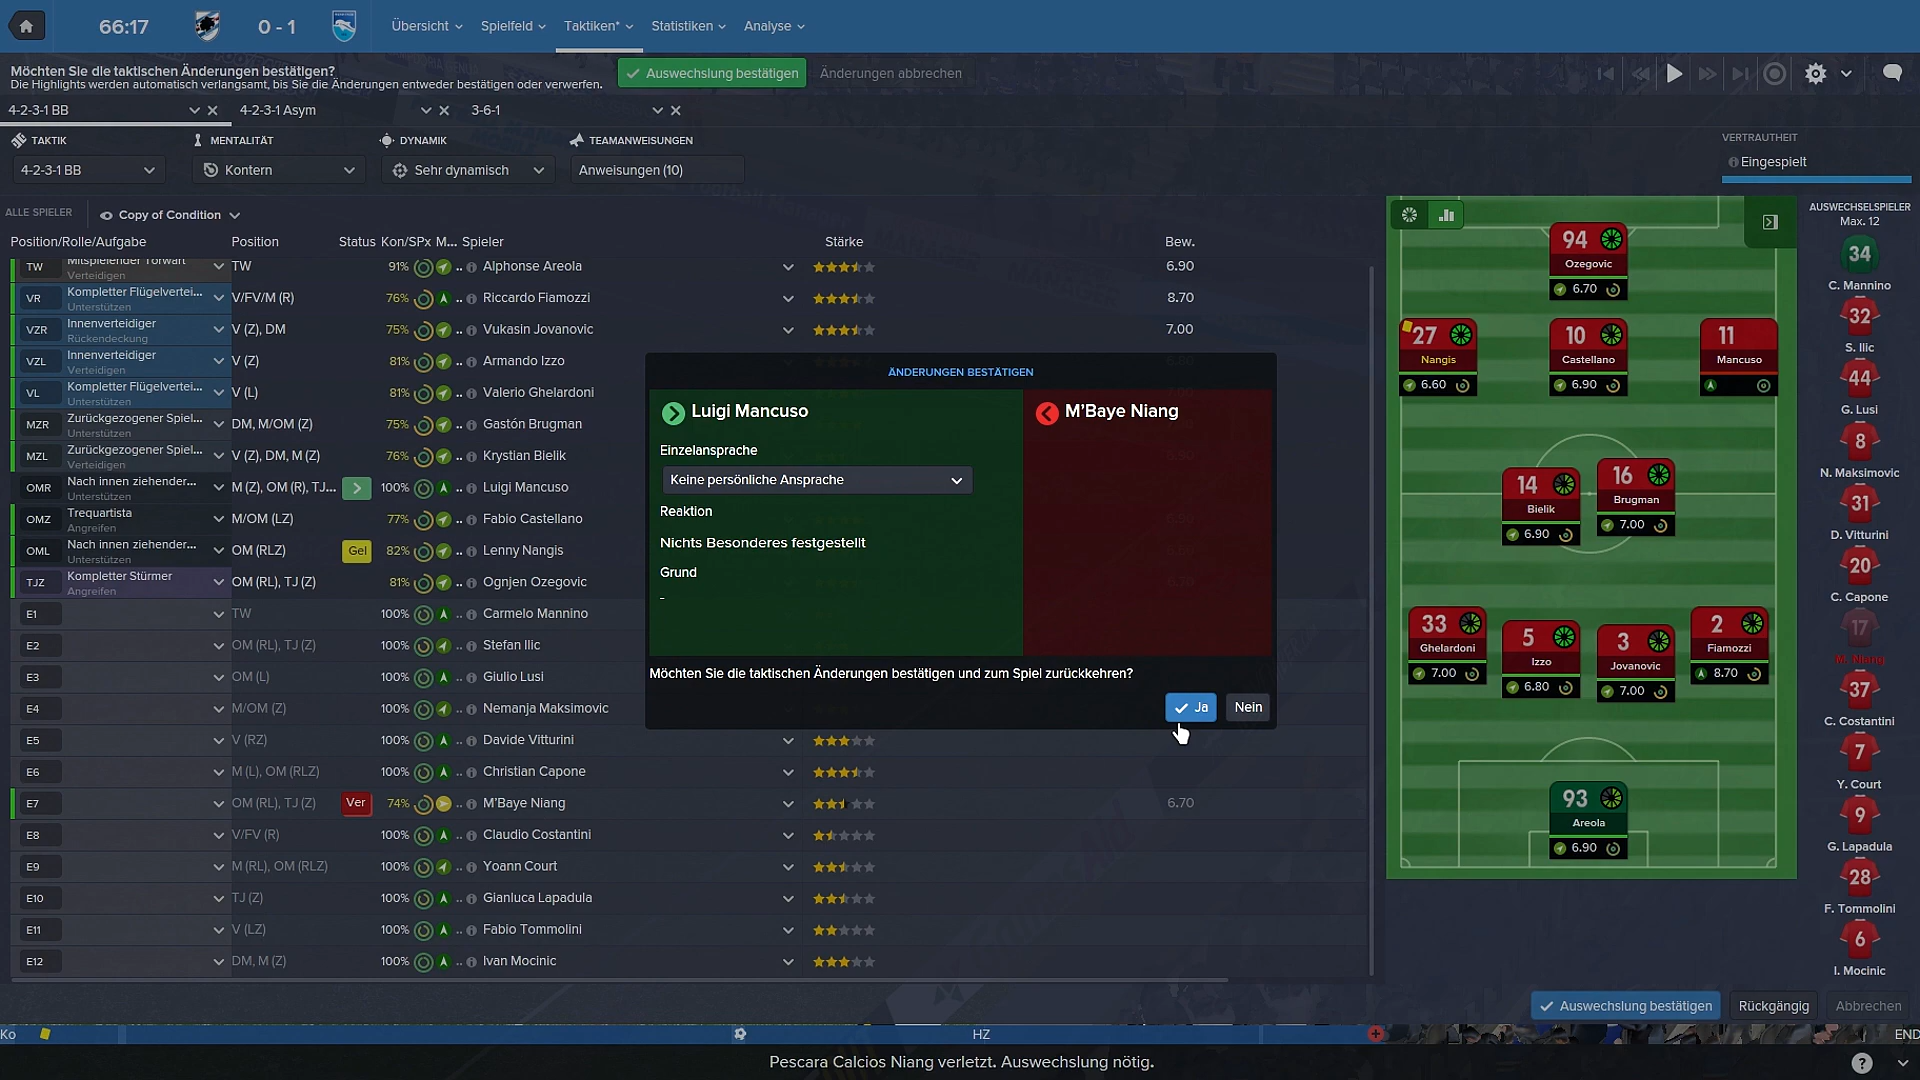 66:17
0 - 1
Übersicht
Spielfeld
Taktiken*
Statistiken
Analyse
Möchten Sie die taktischen Änderungen bestätigen?
Die Highlights werden automatisch verlangsamt, bis Sie die Änderungen entweder bestätigen oder verwerfen.
Auswechslung bestätigen
Änderungen abbrechen
4-2-3-1 BB
4-2-3-1 Asym
3-6-1
TAKTIK
MENTALITÄT
DYNAMIK
TEAMANWEISUNGEN
VERTRAUTHEIT
4-2-3-1 BB
Kontern
Sehr dynamisch
Anweisungen (10)
Eingespielt
ALLE SPIELER
Copy of Condition
Position/Rolle/Aufgabe Position Status Kon/SPx M... Spieler Stärke Bew.
TW Mitspielender Torwart Verteidigen TW 91% .. Alphonse Areola 6.90
VR Kompletter Flügelvertei... Unterstützen V/FV/M (R) 76% .. Riccardo Fiamozzi 8.70
VZR Innenverteidiger Rückendeckung V (Z), DM 75% .. Vukasin Jovanovic 7.00
VZL Innenverteidiger Verteidigen V (Z) 81% .. Armando Izzo
VL Kompletter Flügelvertei... Unterstützen V (L) 81% .. Valerio Ghelardoni
MZR Zurückgezogener Spiel... Unterstützen DM, M/OM (Z) 75% .. Gastón Brugman
MZL Zurückgezogener Spiel... Verteidigen V (Z), DM, M (Z) 76% .. Krystian Bielik
OMR Nach innen ziehender... Unterstützen M (Z), OM (R), TJ... 100% .. Luigi Mancuso
OMZ Trequartista Angreifen M/OM (LZ) 77% .. Fabio Castellano
OML Nach innen ziehender... Unterstützen OM (RLZ) Gel 82% .. Lenny Nangis
TJZ Kompletter Stürmer Angreifen OM (RL), TJ (Z) 81% .. Ognjen Ozegovic
E1 TW 100% .. Carmelo Mannino
E2 OM (RL), TJ (Z) 100% .. Stefan Ilic
E3 OM (L) 100% .. Giulio Lusi
E4 M/OM (Z) 100% .. Nemanja Maksimovic
E5 V (RZ) 100% .. Davide Vitturini
E6 M (L), OM (RLZ) 100% .. Christian Capone
E7 OM (RL), TJ (Z) Ver 74% .. M'Baye Niang 6.70
E8 V/FV (R) 100% .. Claudio Costantini
E9 M (RL), OM (RLZ) 100% .. Yoann Court
E10 TJ (Z) 100% .. Gianluca Lapadula
E11 V (LZ) 100% .. Fabio Tommolini
E12 DM, M (Z) 100% .. Ivan Mocinic
ÄNDERUNGEN BESTÄTIGEN
Luigi Mancuso
M'Baye Niang
Einzelansprache
Keine persönliche Ansprache
Reaktion
Nichts Besonderes festgestellt
Grund
-
Möchten Sie die taktischen Änderungen bestätigen und zum Spiel zurückkehren?
Ja
Nein
94
Ozegovic
6.70
27
Nangis
6.60
10
Castellano
6.90
11
Mancuso
14
Bielik
6.90
16
Brugman
7.00
33
Ghelardoni
7.00
5
Izzo
6.80
3
Jovanovic
7.00
2
Fiamozzi
8.70
93
Areola
6.90
AUSWECHSELSPIELER
Max. 12
34
C. Mannino
32
S. Ilic
44
G. Lusi
8
N. Maksimovic
31
D. Vitturini
20
C. Capone
17
M. Niang
37
C. Costantini
7
Y. Court
9
G. Lapadula
28
F. Tommolini
6
I. Mocinic
Auswechslung bestätigen
Rückgängig
Abbrechen
Ko
HZ
END
Pescara Calcios Niang verletzt. Auswechslung nötig.
?